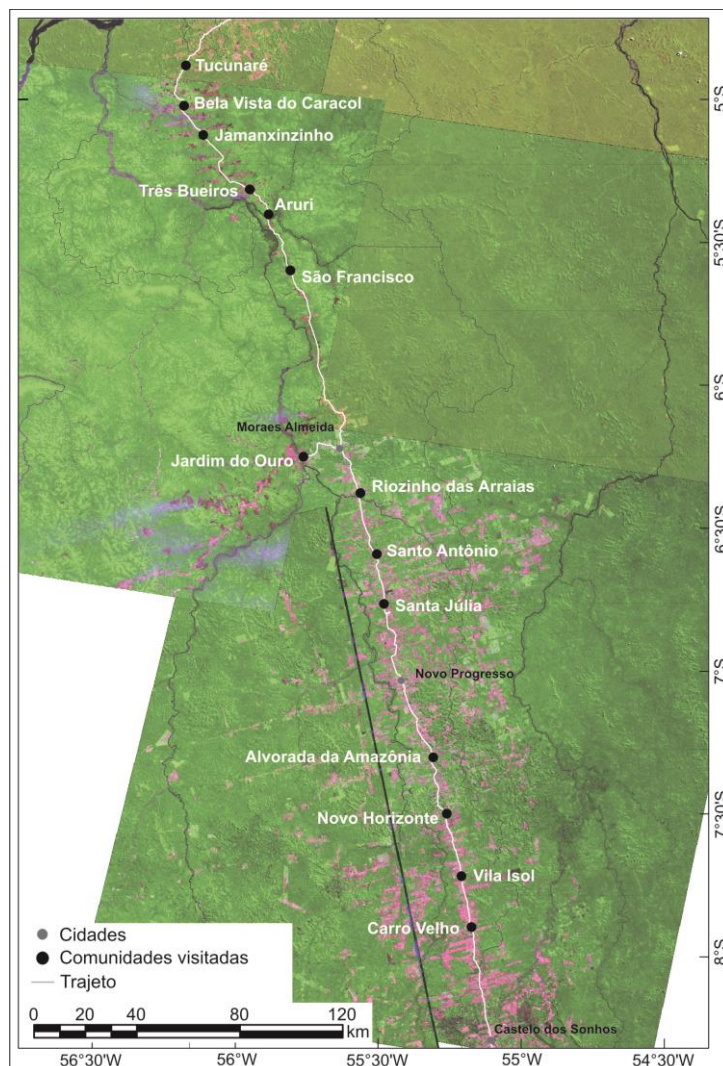 Tucunaré
5°S
Bela Vista do Caracol
Jamanxinzinho
Três Bueiros
Aruri
5°30'S
São Francisco
6°S
Moraes Almeida
Jardim do Ouro
Riozinho das Arraias
6°30'S
Santo Antônio
Santa Júlia
7°S
Novo Progresso
Alvorada da Amazônia
Novo Horizonte
7°30'S
Vila Isol
Carro Velho
8°S
Cidades
Comunidades visitadas
Trajeto
0 20 40 80 120
km
Castelo dos Sonhos
56°30'W 56°W 55°30'W 55°W 54°30'W